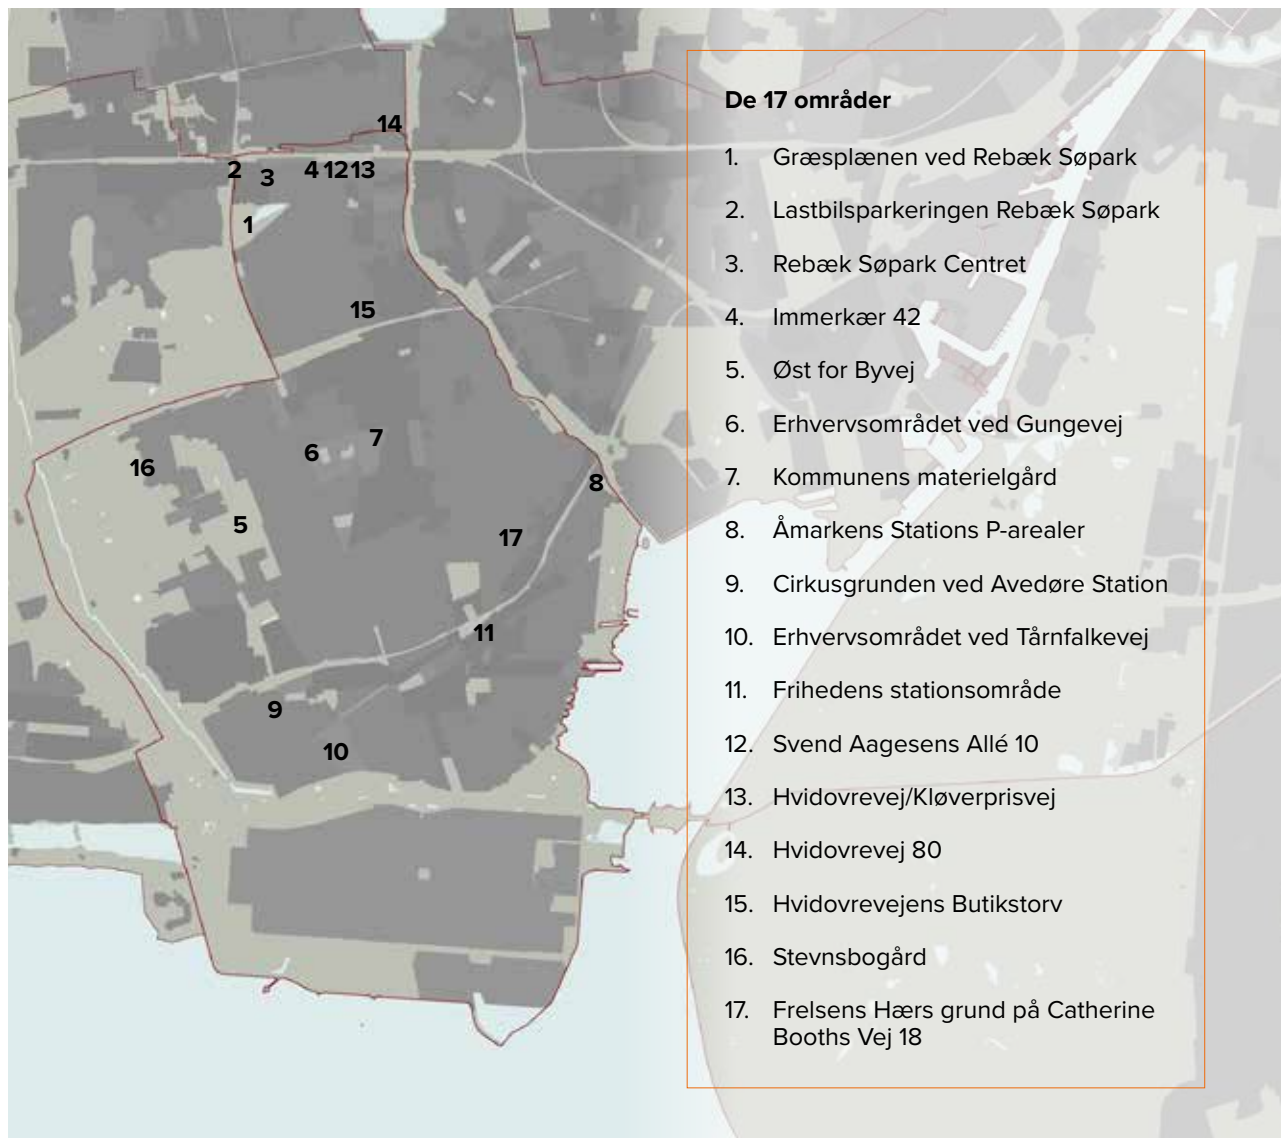 14
2
3
4
12
13
1
15
7
6
16
8
5
17
11
9
10
De 17 områder
1. Græsplænen ved Rebæk Søpark
2. Lastbilsparkeringen Rebæk Søpark
3. Rebæk Søpark Centret
4. Immerkær 42
5. Øst for Byvej
6. Erhvervsområdet ved Gungevej
7. Kommunens materielgård
8. Åmarkens Stations P-arealer
9. Cirkusgrunden ved Avedøre Station
10. Erhvervsområdet ved Tårnfalkevej
11. Frihedens stationsområde
12. Svend Aagesens Allé 10
13. Hvidovrevej/Kløverprisvej
14. Hvidovrevej 80
15. Hvidovrevejens Butikstorv
16. Stevnsbogård
17. Frelsens Hærs grund på Catherine
Booths Vej 18